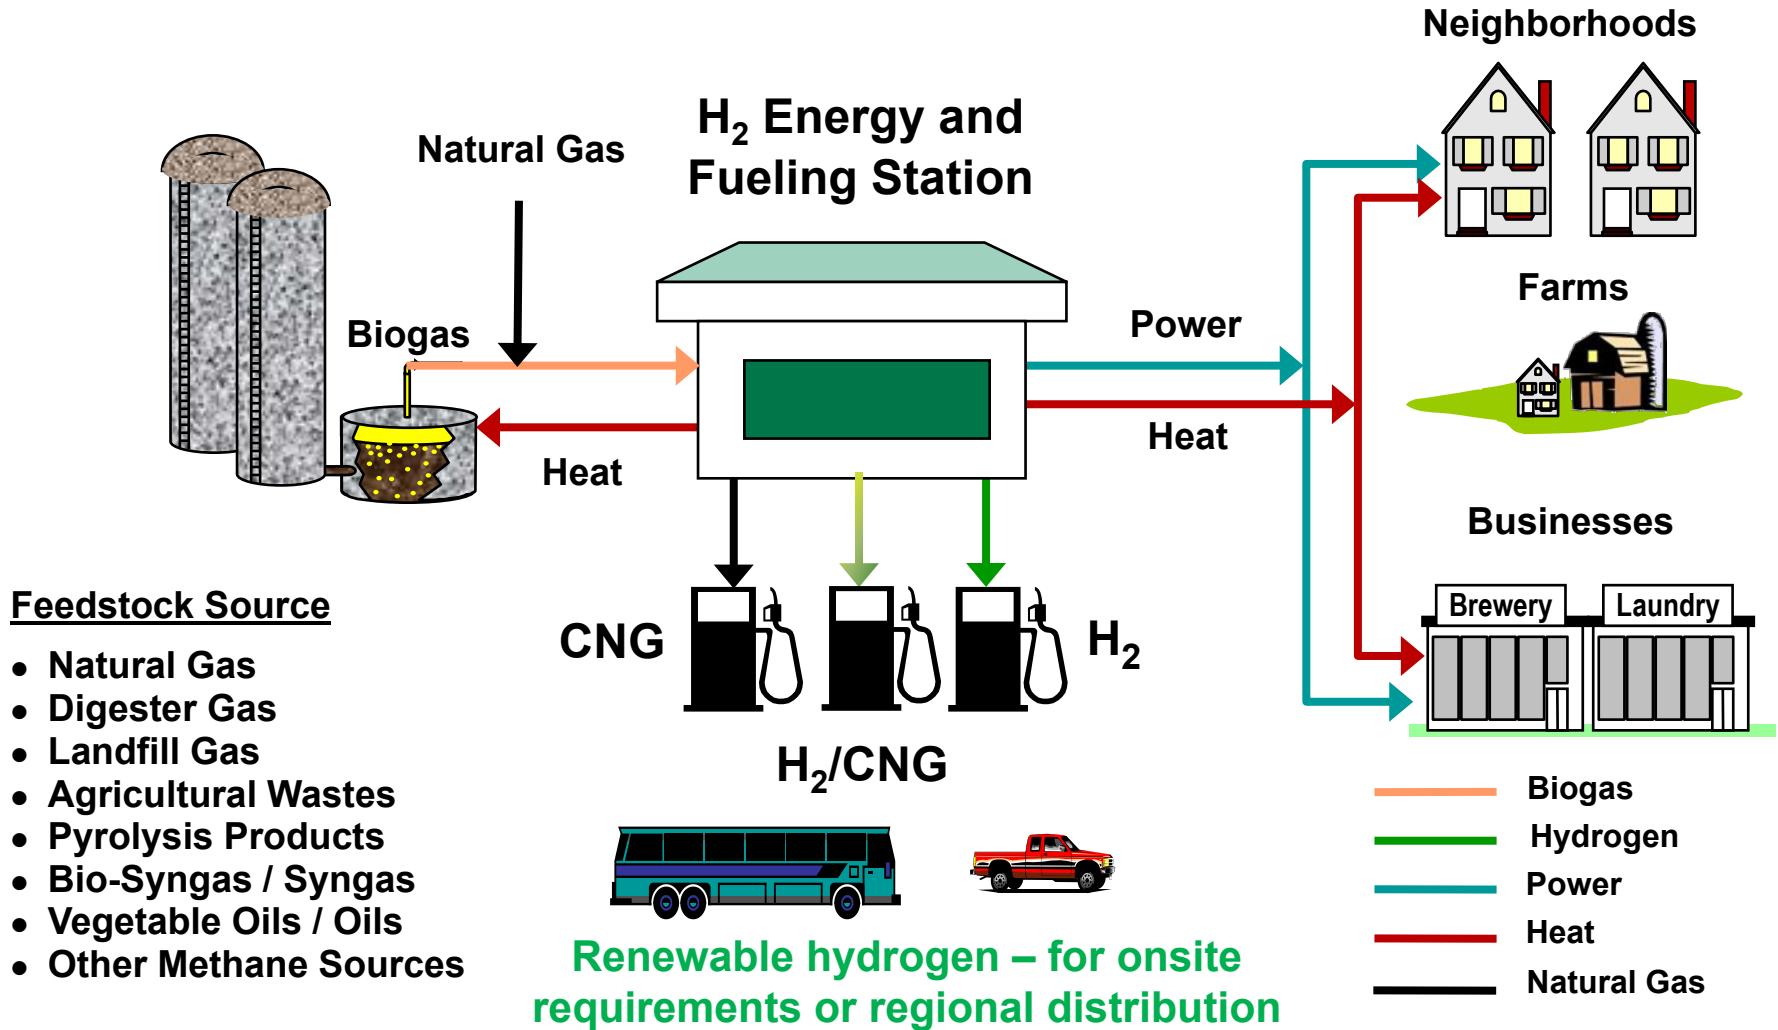 Neighborhoods
H₂ Energy and
Fueling Station
Natural Gas
Farms
Biogas
Power
Heat
Heat
Businesses
Brewery
Laundry
Feedstock Source
• Natural Gas
• Digester Gas
• Landfill Gas
• Agricultural Wastes
• Pyrolysis Products
• Bio-Syngas / Syngas
• Vegetable Oils / Oils
• Other Methane Sources
CNG
H₂
H₂/CNG
Renewable hydrogen – for onsite
requirements or regional distribution
Biogas
Hydrogen
Power
Heat
Natural Gas